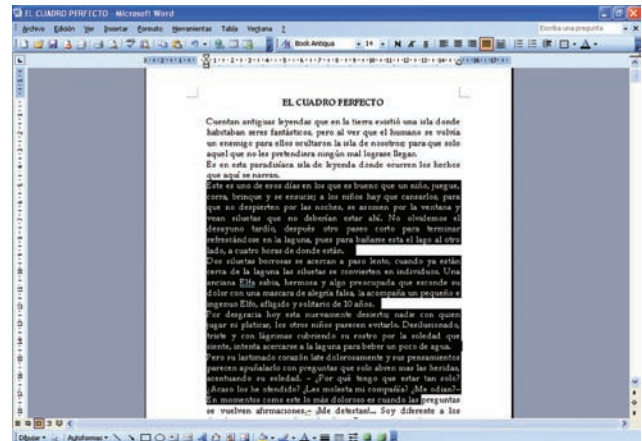 EL CUADRO PERFECTO - Microsoft Word
Archivo Edición Ver Insertar Formato Herramientas Tabla Ventana ?
Escriba una pregunta
Book Antiqua 14 N K S
EL CUADRO PERFECTO
Cuentan antiguas leyendas que en la tierra existió una isla donde
habitaban seres fantásticos, pero al ver que el humano se volvía
un enemigo para ellos ocultaron la isla de nosotros; para que solo
aquel que no les pretendiera ningún mal lograse llegar.
Es en esta paradisíaca isla de leyenda donde ocurren los hechos
que aquí se narran.
Este es uno de esos días en los que es bueno que un niño, juegue,
corra, brinque y se ensucie; a los niños hay que cansarlos, para
que no despierten por las noches, se asomen por la ventana y
vean siluetas que no deberían estar ahí. No olvidemos el
desayuno tardío, después otro paseo corto para terminar
refrescándose en la laguna, pues para bañarse esta el lago al otro
lado, a cuatro horas de donde están.
Dos siluetas borrosas se acercan a paso lento, cuando ya están
cerca de la laguna las siluetas se convierten en individuos. Una
anciana Elfa sabia, hermosa y algo preocupada que esconde su
dolor con una mascara de alegría falsa, la acompaña un pequeño e
ingenuo Elfo, afligido y solitario de 10 años.
Por desgracia hoy esta nuevamente desierto; nadie con quien
jugar ni platicar, los otros niños parecen evitarlo. Desilusionado,
triste y con lágrimas cubriendo su rostro por la soledad que
siente, intenta acercarse a la laguna para beber un poco de agua.
Pero su lastimado corazón late dolorosamente y sus pensamientos
parecen apuñalarlo con preguntas que solo abren mas las heridas,
acentuando su soledad. – ¿Por qué tengo que estar tan solo?
¿Acaso los he ofendido? ¿Les molesta mi compañía? ¿Me odian?–
En momentos como este lo más doloroso es cuando las preguntas
se vuelven afirmaciones.– ¡Me detestan!... Soy diferente a los
Dibujar Autoformas